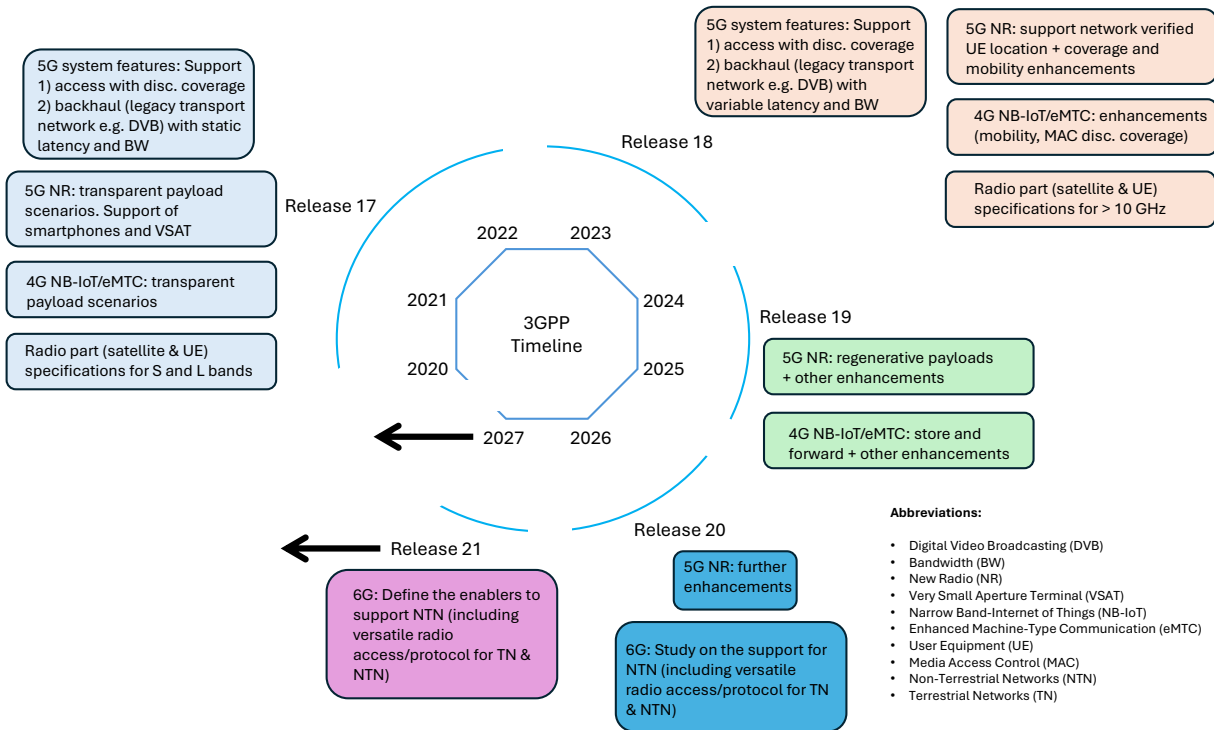 5G system features: Support
1) access with disc. coverage
2) backhaul (legacy transport
network e.g. DVB) with static
latency and BW
5G NR: transparent payload
scenarios. Support of
smartphones and VSAT
4G NB-IoT/eMTC: transparent
payload scenarios
Radio part (satellite & UE)
specifications for S and L bands
Release 17
5G system features: Support
1) access with disc. coverage
2) backhaul (legacy transport
network e.g. DVB) with
variable latency and BW
5G NR: support network verified
UE location + coverage and
mobility enhancements
4G NB-IoT/eMTC: enhancements
(mobility, MAC disc. coverage)
Radio part (satellite & UE)
specifications for > 10 GHz
Release 18
2022
2023
2021
2024
3GPP
Timeline
2020
2025
2027
2026
Release 19
5G NR: regenerative payloads
+ other enhancements
4G NB-IoT/eMTC: store and
forward + other enhancements
Release 20
5G NR: further
enhancements
6G: Study on the support for
NTN (including versatile
radio access/protocol for TN
& NTN)
Release 21
6G: Define the enablers to
support NTN (including
versatile radio
access/protocol for TN &
NTN)
Abbreviations:
• Digital Video Broadcasting (DVB)
• Bandwidth (BW)
• New Radio (NR)
• Very Small Aperture Terminal (VSAT)
• Narrow Band-Internet of Things (NB-IoT)
• Enhanced Machine-Type Communication (eMTC)
• User Equipment (UE)
• Media Access Control (MAC)
• Non-Terrestrial Networks (NTN)
• Terrestrial Networks (TN)